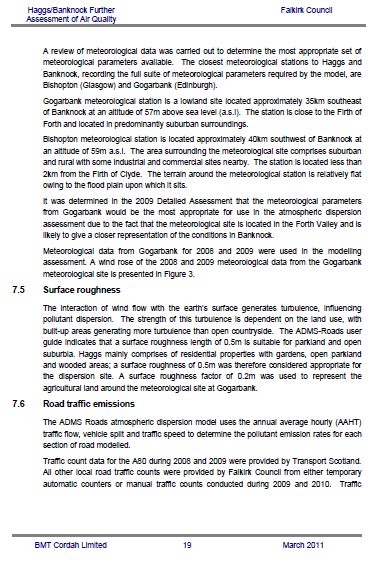 Haggs/Banknock Further
Assessment of Air Quality
Falkirk Council
A review of meteorological data was carried out to determine the most appropriate set of
meteorological parameters available. The closest meteorological stations to Haggs and
Banknock, recording the full suite of meteorological parameters required by the model, are
Bishopton (Glasgow) and Gogarbank (Edinburgh).
Gogarbank meteorological station is a lowland site located approximately 35km southeast
of Banknock at an altitude of 57m above sea level (a.s.l). The station is close to the Firth of
Forth and located in predominantly suburban surroundings.
Bishopton meteorological station is located approximately 40km southwest of Banknock at
an altitude of 59m a.s.l. The area surrounding the meteorological site comprises suburban
and rural with some industrial and commercial sites nearby. The station is located less than
2km from the Firth of Clyde. The terrain around the meteorological station is relatively flat
owing to the flood plain upon which it sits.
It was determined in the 2009 Detailed Assessment that the meteorological parameters
from Gogarbank would be the most appropriate for use in the atmospheric dispersion
assessment due to the fact that the meteorological site is located in the Forth Valley and is
likely to give a closer representation of the conditions in Banknock.
Meteorological data from Gogarbank for 2008 and 2009 were used in the modelling
assessment. A wind rose of the 2008 and 2009 meteorological data from the Gogarbank
meteorological site is presented in Figure 3.
7.5 Surface roughness
The interaction of wind flow with the earth's surface generates turbulence, influencing
pollutant dispersion. The strength of this turbulence is dependent on the land use, with
built-up areas generating more turbulence than open countryside. The ADMS-Roads user
guide indicates that a surface roughness length of 0.5m is suitable for parkland and open
suburbia. Haggs mainly comprises of residential properties with gardens, open parkland
and wooded areas; a surface roughness of 0.5m was therefore considered appropriate for
the dispersion site. A surface roughness factor of 0.2m was used to represent the
agricultural land around the meteorological site at Gogarbank.
7.6 Road traffic emissions
The ADMS Roads atmospheric dispersion model uses the annual average hourly (AAHT)
traffic flow, vehicle split and traffic speed to determine the pollutant emission rates for each
section of road modelled.
Traffic count data for the A80 during 2008 and 2009 were provided by Transport Scotland.
All other local road traffic counts were provided by Falkirk Council from either temporary
automatic counters or manual traffic counts conducted during 2009 and 2010. Traffic
BMT Cordah Limited 19 March 2011